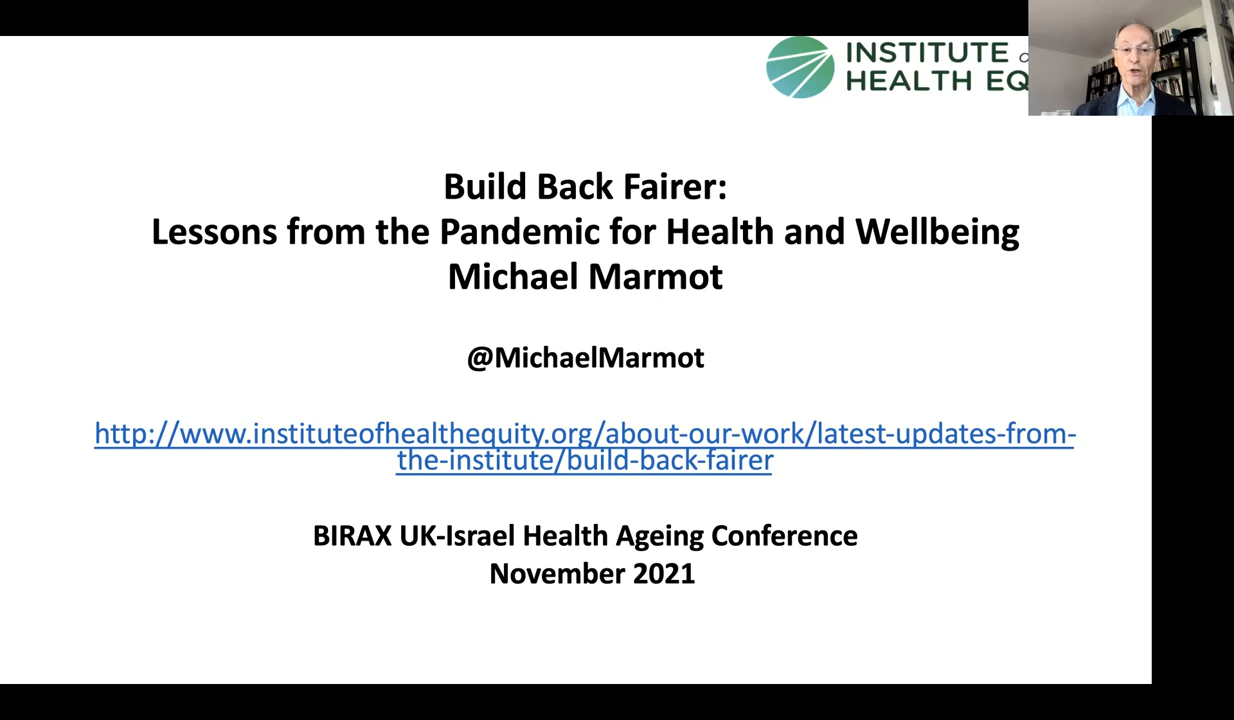 INSTITUTE
HEALTH EQ
Build Back Fairer:
Lessons from the Pandemic for Health and Wellbeing
Michael Marmot
@MichaelMarmot
http://www.instituteofhealthequity.org/about-our-work/latest-updates-from-
the-institute/build-back-fairer
BIRAX UK-Israel Health Ageing Conference
November 2021